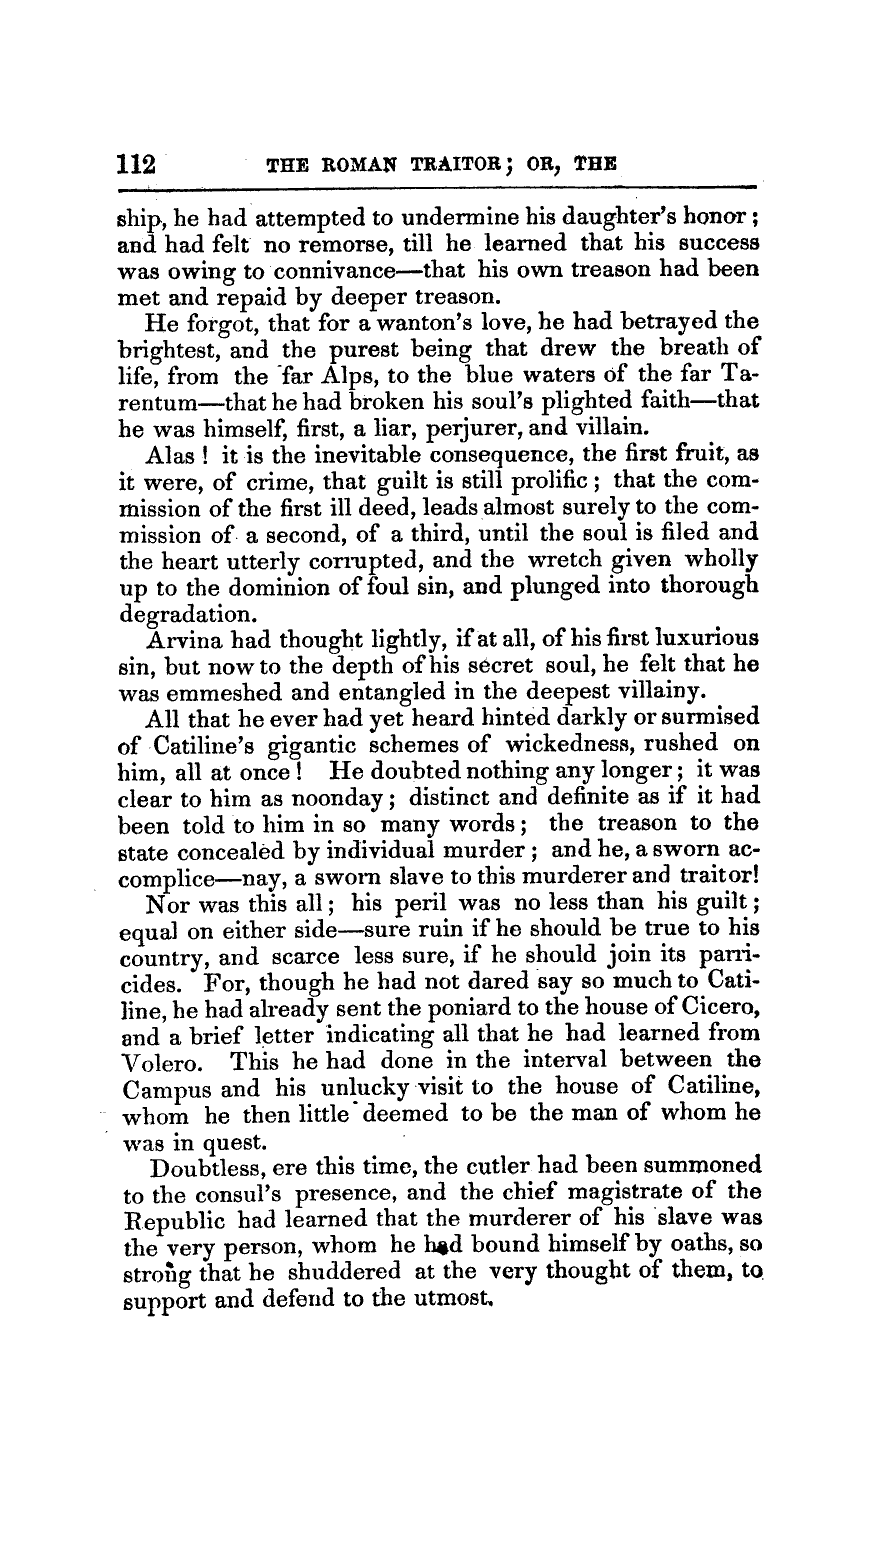 112 THE ROMAN TRAITOR; OR, THE
ship, he had attempted to undermine his daughter's honor;
and had felt no remorse, till he learned that his success
was owing to connivance—that his own treason had been
met and repaid by deeper treason.
He forgot, that for a wanton's love, he had betrayed the
brightest, and the purest being that drew the breath of
life, from the far Alps, to the blue waters of the far Ta-
rentum—that he had broken his soul's plighted faith—that
he was himself, first, a liar, perjurer, and villain.
Alas! it is the inevitable consequence, the first fruit, as
it were, of crime, that guilt is still prolific; that the com-
mission of the first ill deed, leads almost surely to the com-
mission of a second, of a third, until the soul is filed and
the heart utterly corrupted, and the wretch given wholly
up to the dominion of foul sin, and plunged into thorough
degradation.
Arvina had thought lightly, if at all, of his first luxurious
sin, but now to the depth of his secret soul, he felt that he
was emmeshed and entangled in the deepest villainy.
All that he ever had yet heard hinted darkly or surmised
of Catiline's gigantic schemes of wickedness, rushed on
him, all at once! He doubted nothing any longer; it was
clear to him as noonday; distinct and definite as if it had
been told to him in so many words; the treason to the
state concealed by individual murder; and he, a sworn ac-
complice—nay, a sworn slave to this murderer and traitor!
Nor was this all; his peril was no less than his guilt;
equal on either side—sure ruin if he should be true to his
country, and scarce less sure, if he should join its parri-
cides. For, though he had not dared say so much to Cati-
line, he had already sent the poniard to the house of Cicero,
and a brief letter indicating all that he had learned from
Volero. This he had done in the interval between the
Campus and his unlucky visit to the house of Catiline,
whom he then little deemed to be the man of whom he
was in quest.
Doubtless, ere this time, the cutler had been summoned
to the consul's presence, and the chief magistrate of the
Republic had learned that the murderer of his slave was
the very person, whom he had bound himself by oaths, so
strong that he shuddered at the very thought of them, to
support and defend to the utmost.